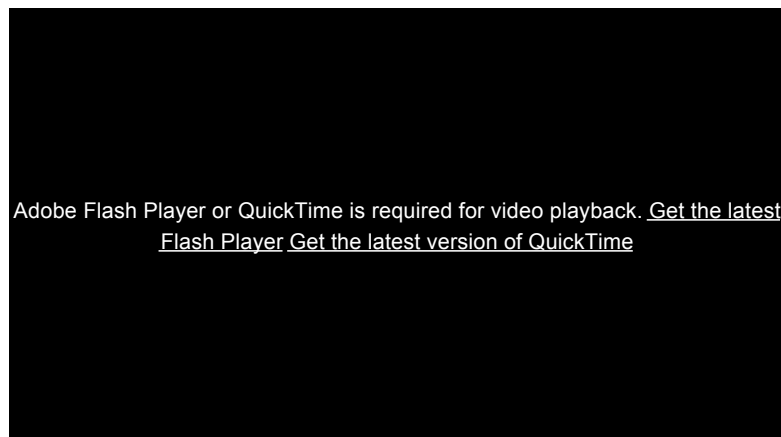 Adobe Flash Player or QuickTime is required for video playback. Get the latest
Flash Player Get the latest version of QuickTime